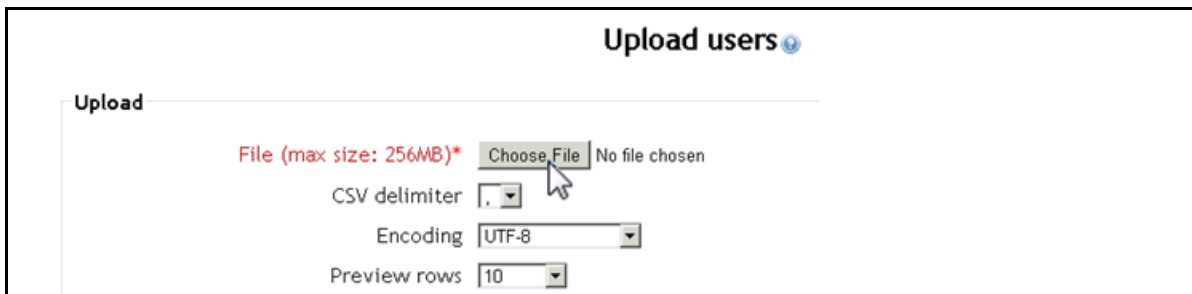 Upload users
Upload
File (max size: 256MB)* Choose File No file chosen
CSV delimiter ,
Encoding UTF-8
Preview rows 10